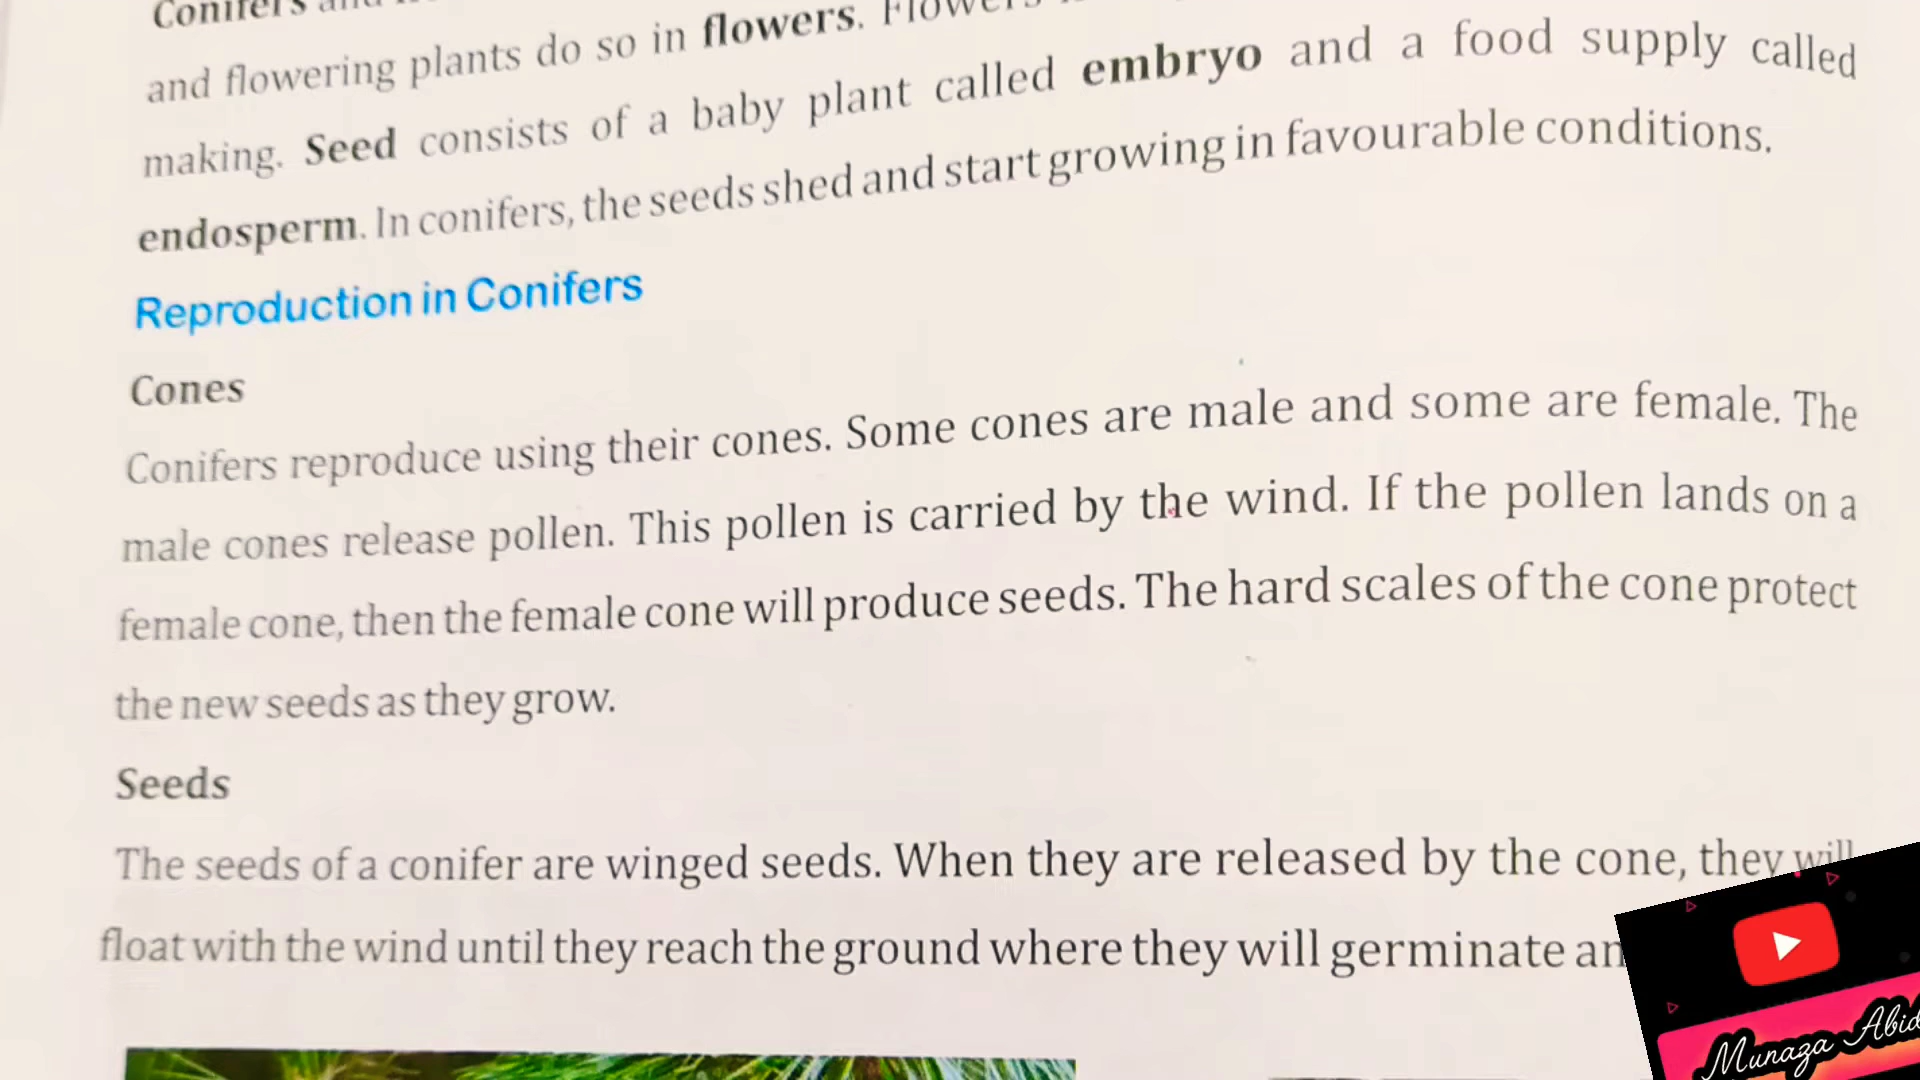 Conifers
and flowering plants do so in flowers. Flowers
making. Seed consists of a baby plant called embryo and a food supply called
endosperm. In conifers, the seeds shed and start growing in favourable conditions.
Reproduction in Conifers
Cones
Conifers reproduce using their cones. Some cones are male and some are female. The
male cones release pollen. This pollen is carried by the wind. If the pollen lands on a
female cone, then the female cone will produce seeds. The hard scales of the cone protect
the new seeds as they grow.
Seeds
The seeds of a conifer are winged seeds. When they are released by the cone, they will
float with the wind until they reach the ground where they will germinate an
Munaza Abid